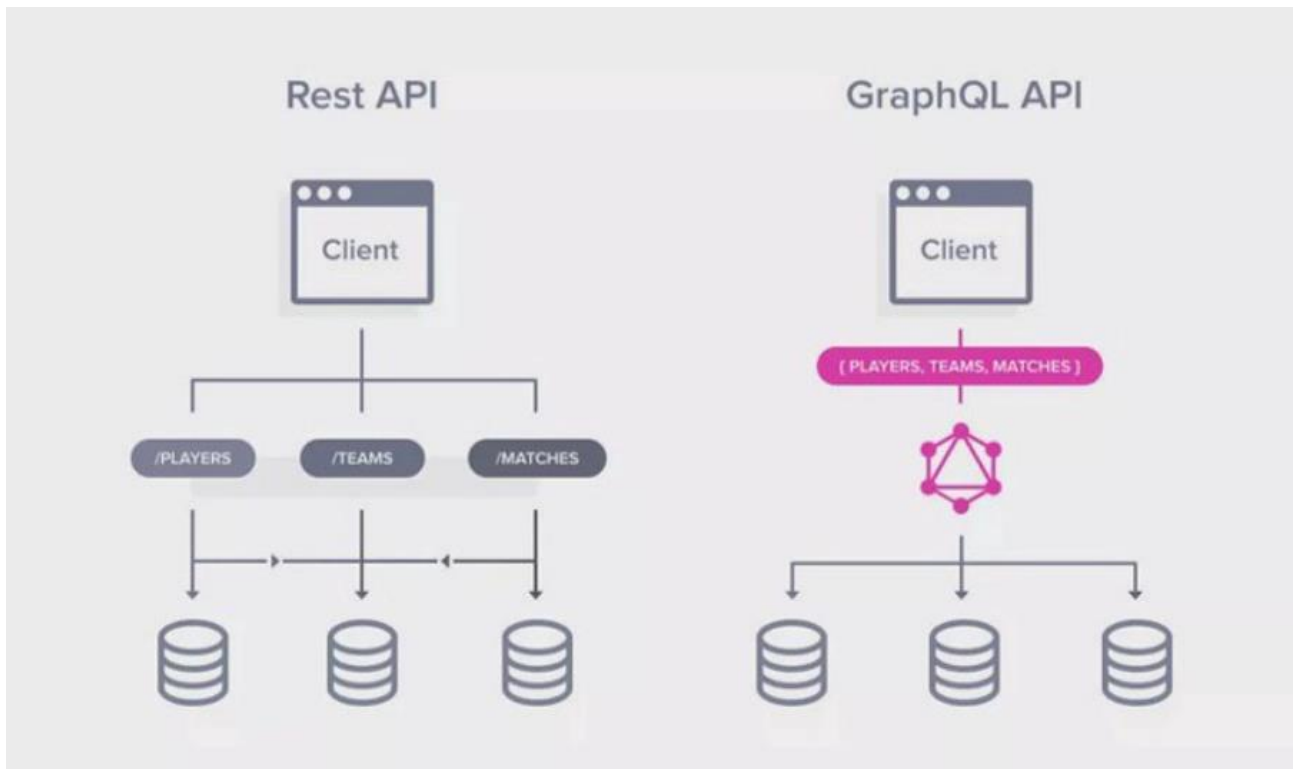 Rest API
GraphQL API
Client
Client
{ PLAYERS, TEAMS, MATCHES }
/PLAYERS
/TEAMS
/MATCHES